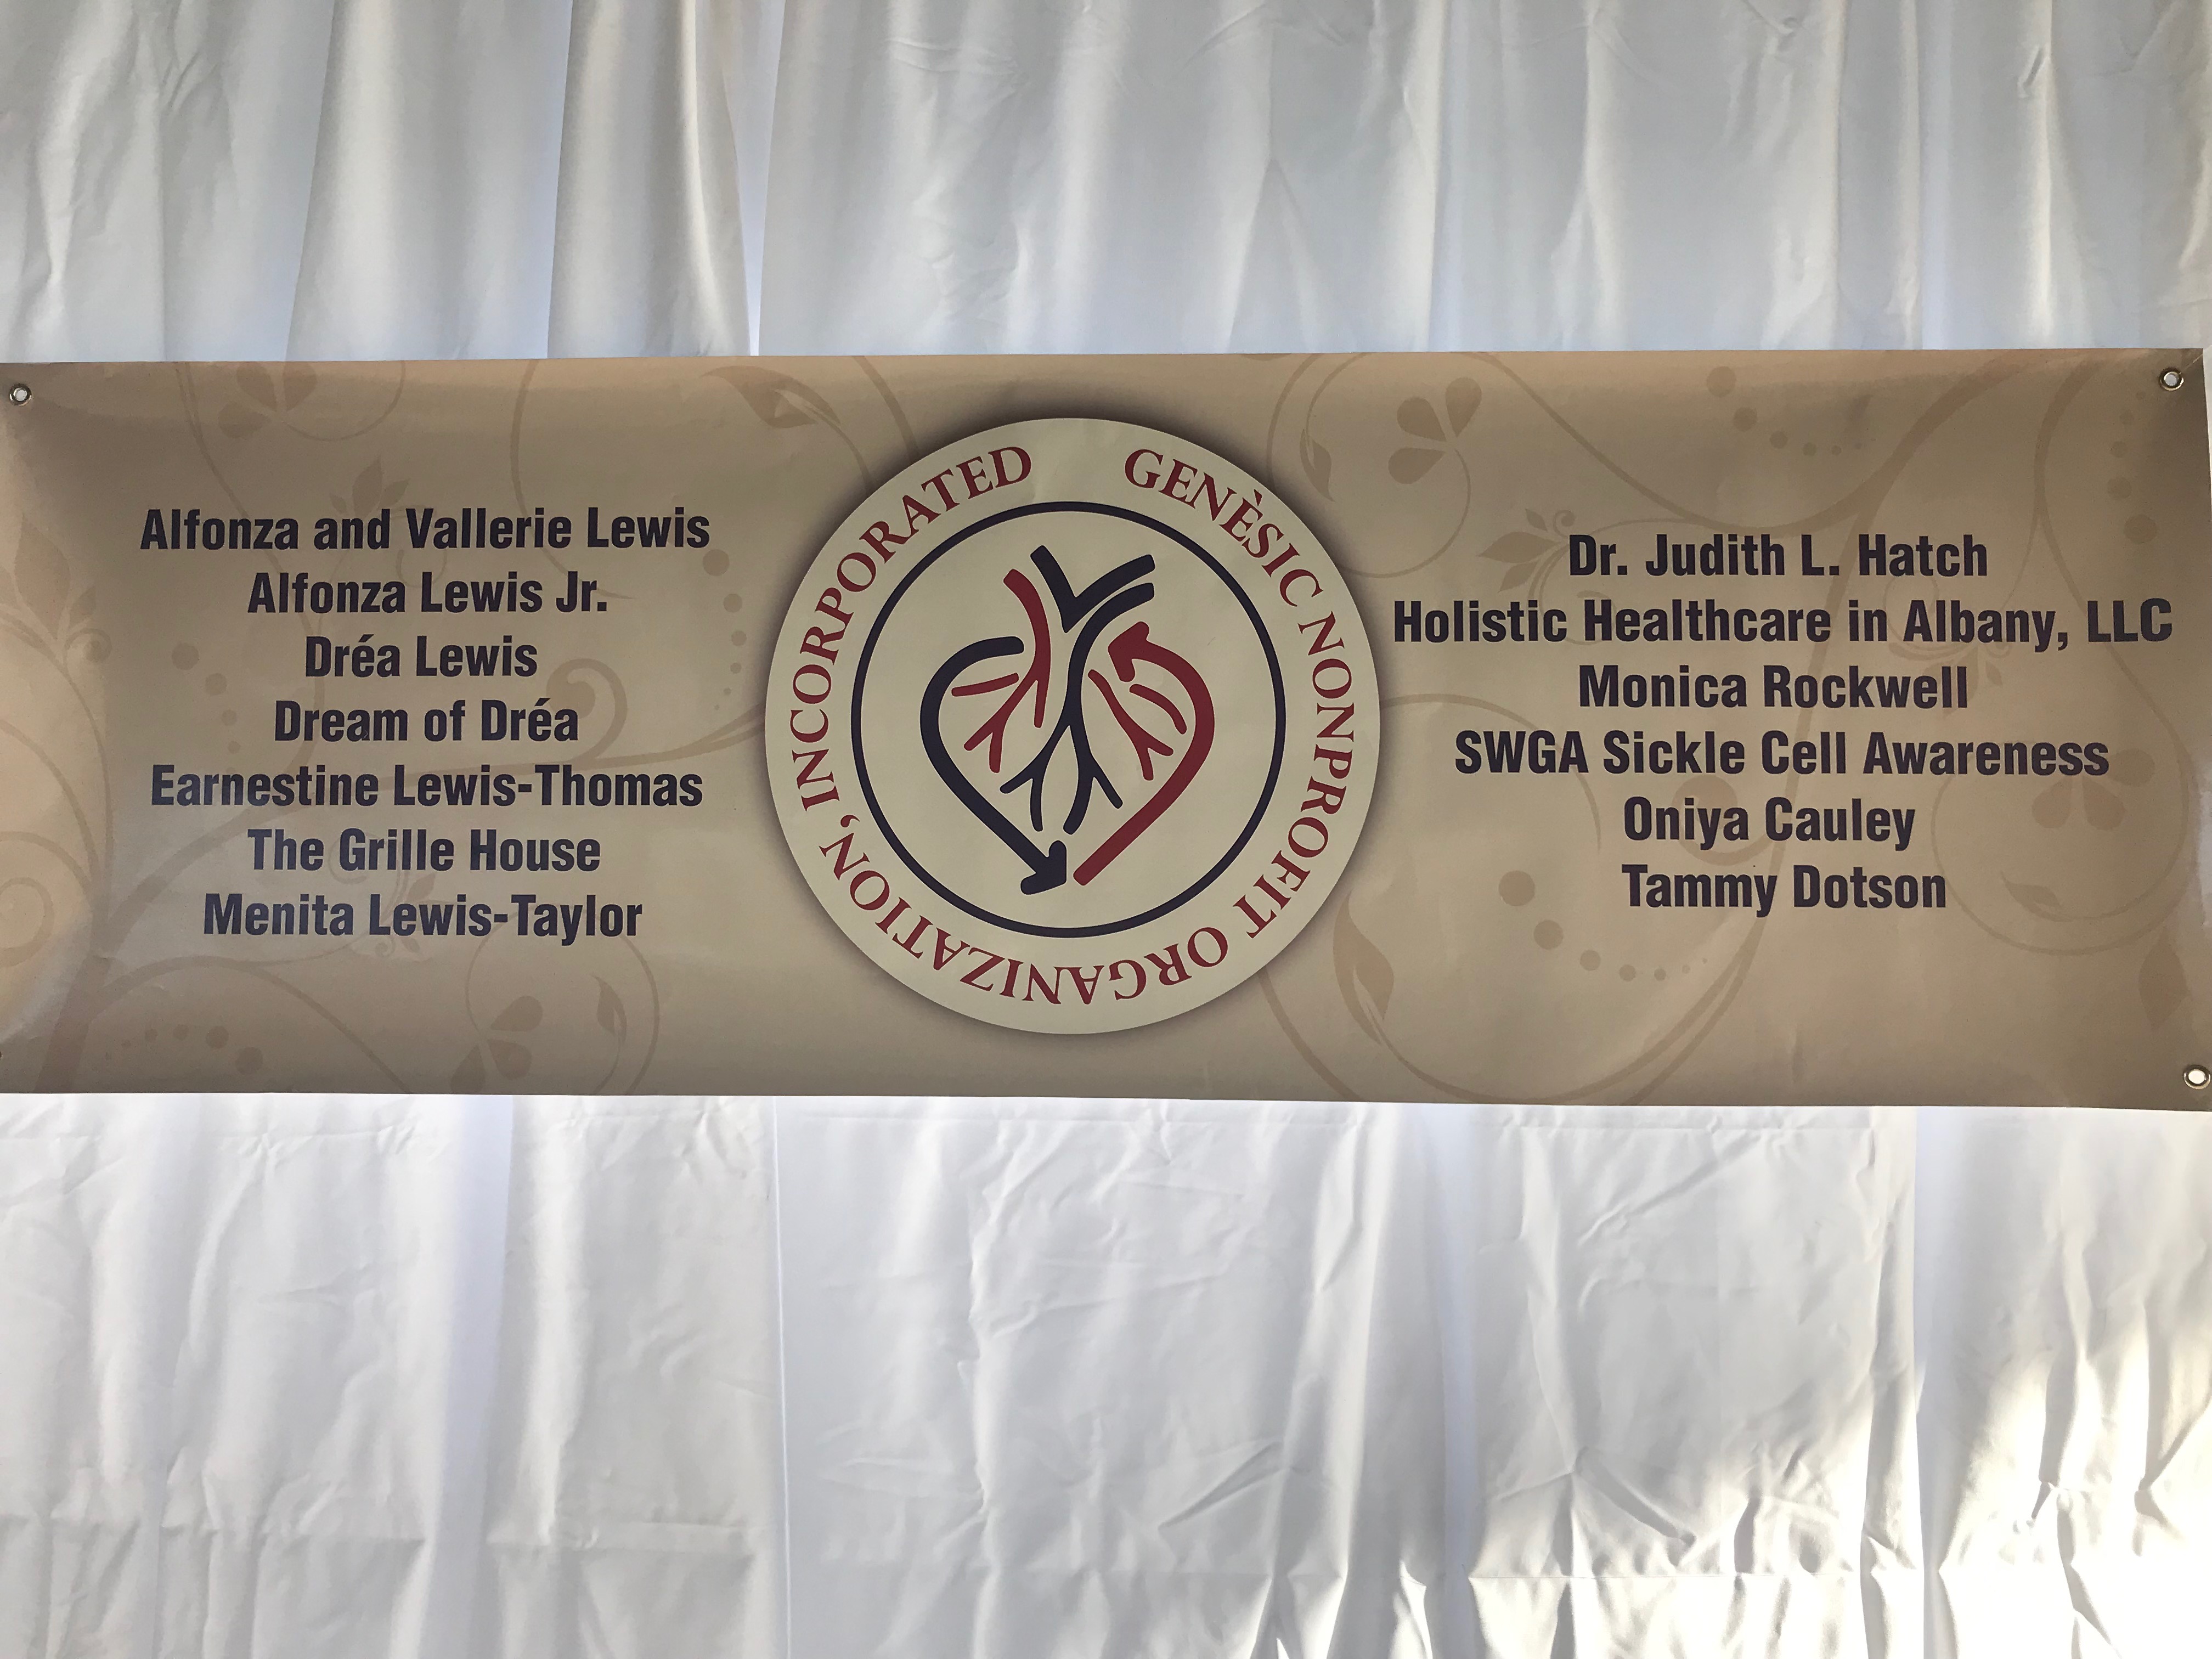 Alfonza and Vallerie Lewis
Alfonza Lewis Jr.
Dréa Lewis
Dream of Dréa
Earnestine Lewis-Thomas
The Grille House
Menita Lewis-Taylor
GENÈSIC NONPROFIT ORGANIZATION, INCORPORATED
Dr. Judith L. Hatch
Holistic Healthcare in Albany, LLC
Monica Rockwell
SWGA Sickle Cell Awareness
Oniya Cauley
Tammy Dotson